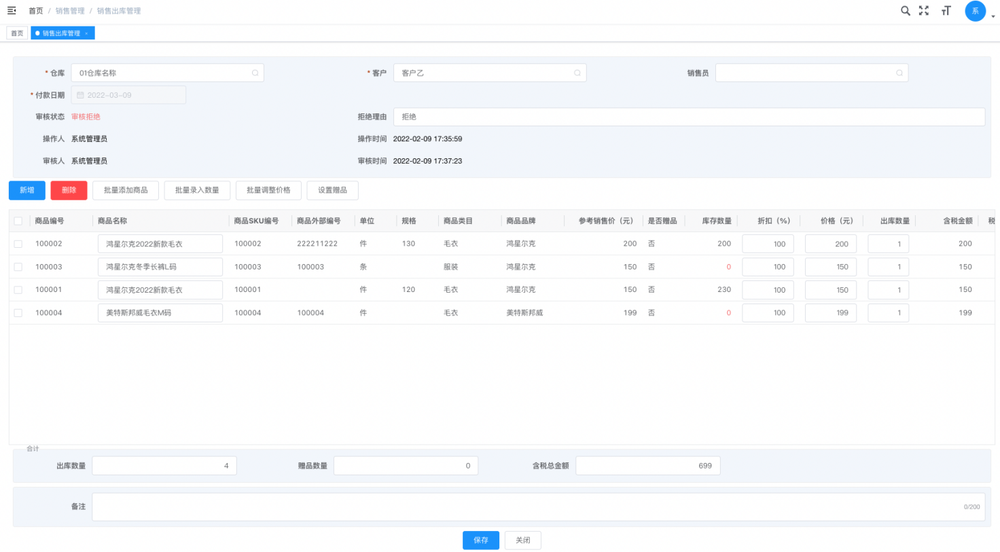 首页 / 销售管理 / 销售出库管理
系
首页 销售出库管理 ×
* 仓库 01仓库名称 * 客户 客户乙 销售员
* 付款日期 2022-03-09
审核状态 审核拒绝 拒绝理由 拒绝
操作人 系统管理员 操作时间 2022-02-09 17:35:59
审核人 系统管理员 审核时间 2022-02-09 17:37:23
新增 删除 批量添加商品 批量录入数量 批量调整价格 设置赠品
商品编号 商品名称 商品SKU编号 商品外部编号 单位 规格 商品类目 商品品牌 参考销售价（元） 是否赠品 库存数量 折扣（%） 价格（元） 出库数量 含税金额 税
100002 鸿星尔克2022新款毛衣 100002 222211222 件 130 毛衣 鸿星尔克 200 否 200 100 200 1 200
100003 鸿星尔克冬季长裤L码 100003 100003 条 服装 鸿星尔克 150 否 0 100 150 1 150
100001 鸿星尔克2022新款毛衣 100001 件 120 毛衣 鸿星尔克 150 否 230 100 150 1 150
100004 美特斯邦威毛衣M码 100004 100004 件 毛衣 美特斯邦威 199 否 0 100 199 1 199
合计
出库数量 4 赠品数量 0 含税总金额 699
备注 0/200
保存 关闭